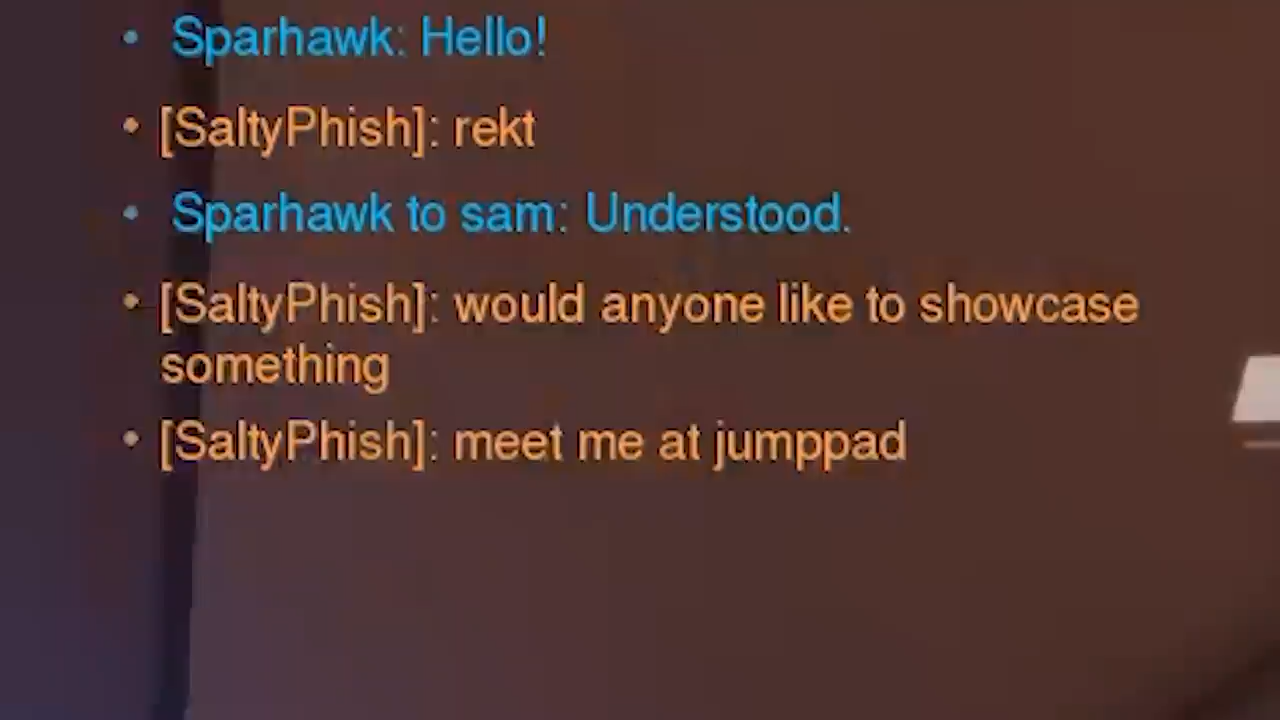 • Sparhawk: Hello!
• [SaltyPhish]: rekt
• Sparhawk to sam: Understood.
• [SaltyPhish]: would anyone like to showcase
something
• [SaltyPhish]: meet me at jumppad